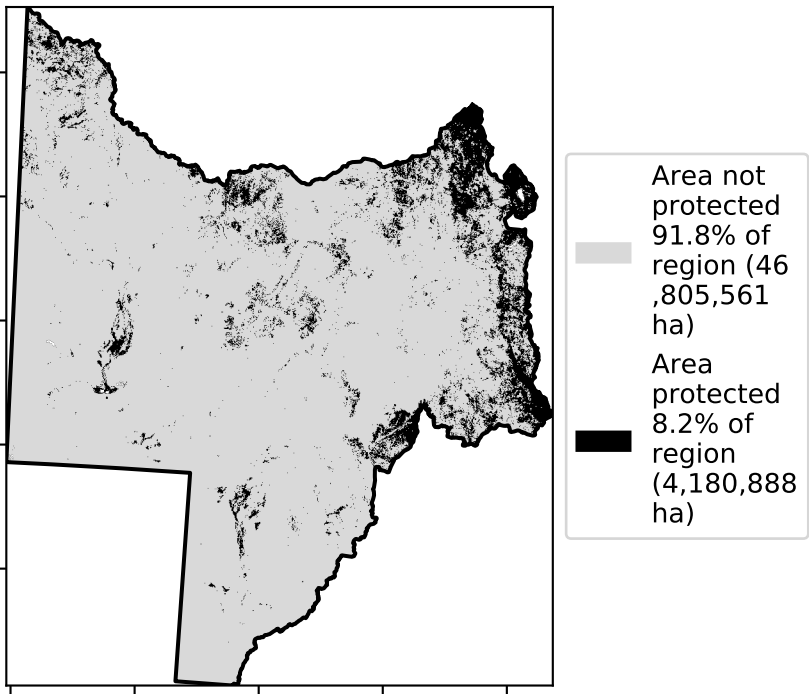 Area not
protected
91.8% of
region (46
,805,561
ha)
Area
protected
8.2% of
region
(4,180,888
ha)